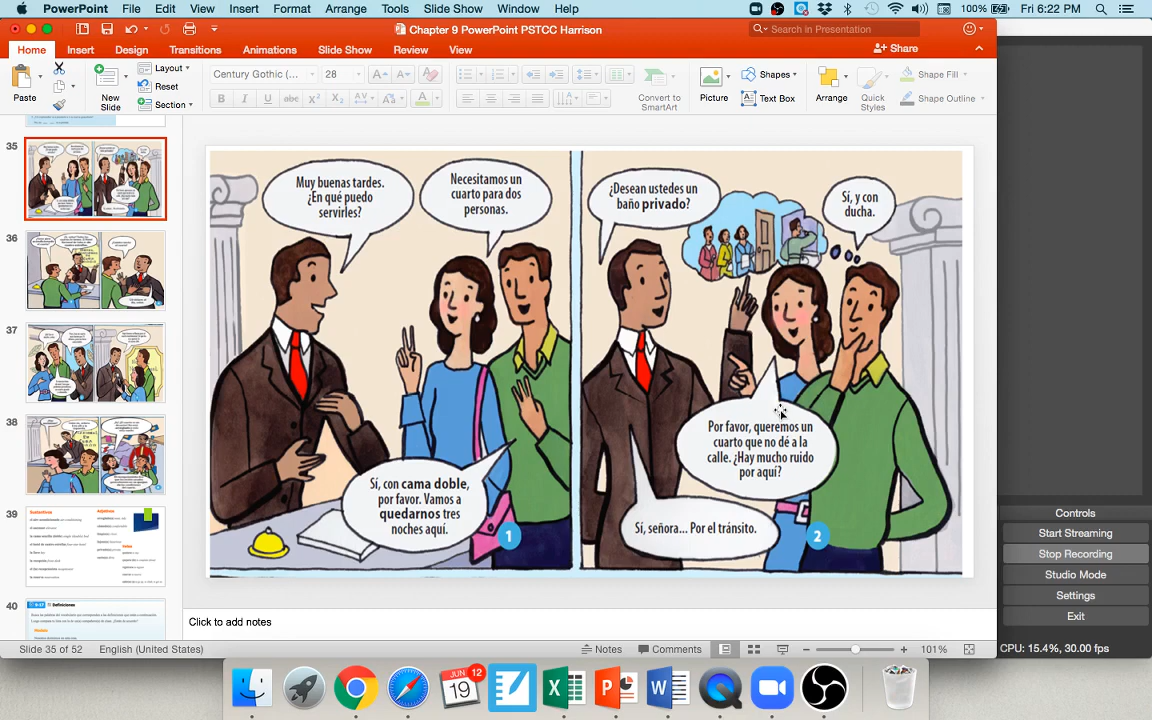 PowerPoint File Edit View Insert Format Arrange Tools Slide Show Window Help 100% Fri 6:22 PM
Chapter 9 PowerPoint PSTCC Harrison
Search in Presentation
Home Insert Design Transitions Animations Slide Show Review View Share
Paste
New
Slide
Layout
Reset
Section
Century Gothic (... 28
Convert to
SmartArt
Picture
Shapes
Text Box
Arrange
Quick
Styles
Shape Fill
Shape Outline
35
36
37
38
39
40
Muy buenas tardes.
¿En qué puedo
servirles?
Necesitamos un
cuarto para dos
personas.
Sí, con cama doble,
por favor. Vamos a
quedarnos tres
noches aquí.
1
¿Desean ustedes un
baño privado?
Sí, y con
ducha.
Por favor, queremos un
cuarto que no dé a la
calle. ¿Hay mucho ruido
por aquí?
Sí, señora... Por el tránsito.
2
Click to add notes
Slide 35 of 52 English (United States) Notes Comments 101%
Controls
Start Streaming
Stop Recording
Studio Mode
Settings
Exit
CPU: 15.4%, 30.00 fps
JUN
19
12